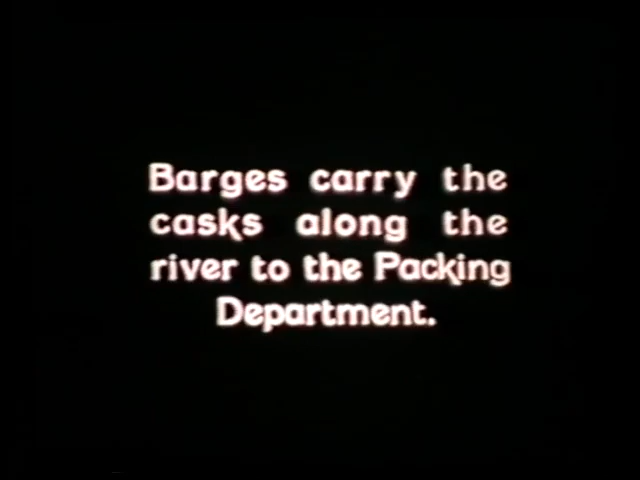 Barges carry the
casks along the
river to the Packing
Department.